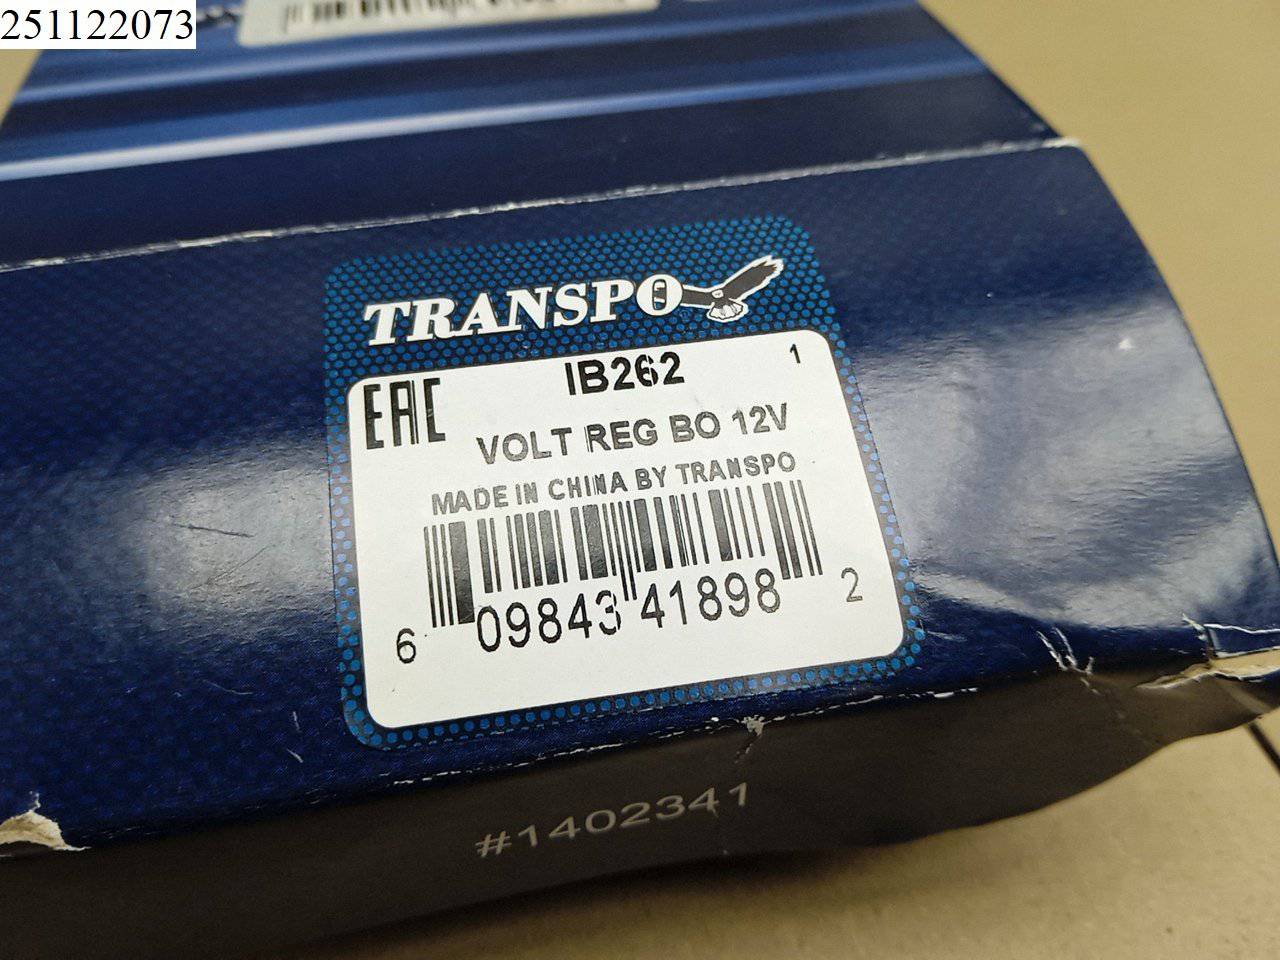 251122073
TRANSPO
EAC
IB262
1
VOLT REG BO 12V
MADE IN CHINA BY TRANSPO
6 09843 41898 2
#1402341